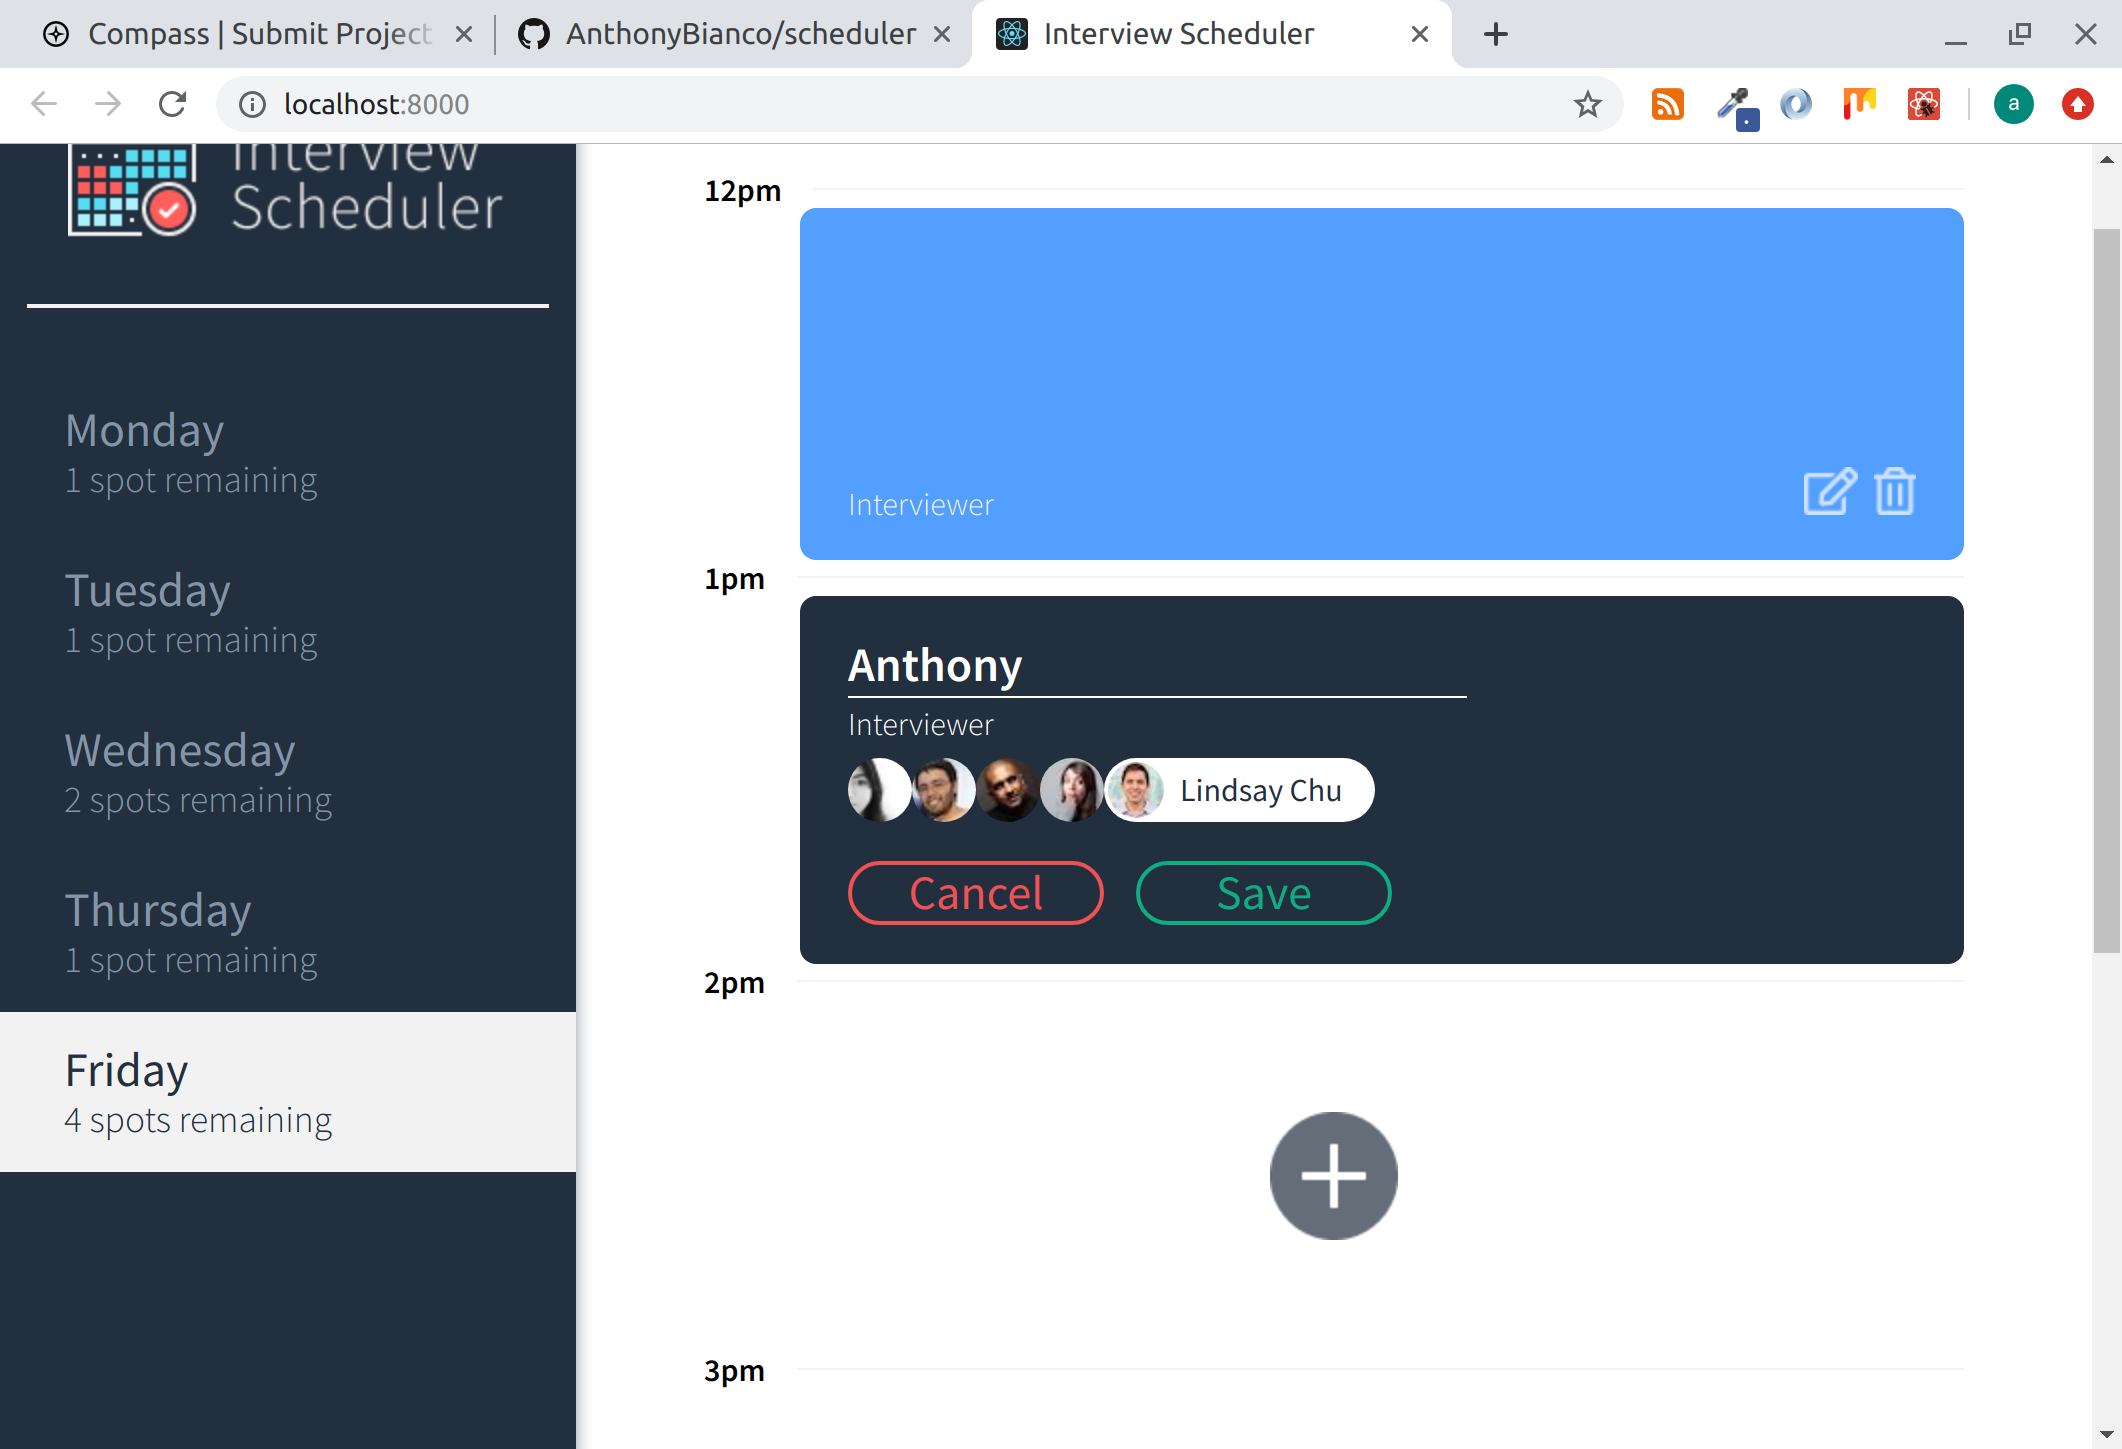 Compass | Submit Project
AnthonyBianco/scheduler
Interview Scheduler
localhost:8000
a
Interview
Scheduler
Monday
1 spot remaining
Tuesday
1 spot remaining
Wednesday
2 spots remaining
Thursday
1 spot remaining
Friday
4 spots remaining
12pm
Interviewer
1pm
Anthony
Interviewer
Lindsay Chu
Cancel
Save
2pm
3pm